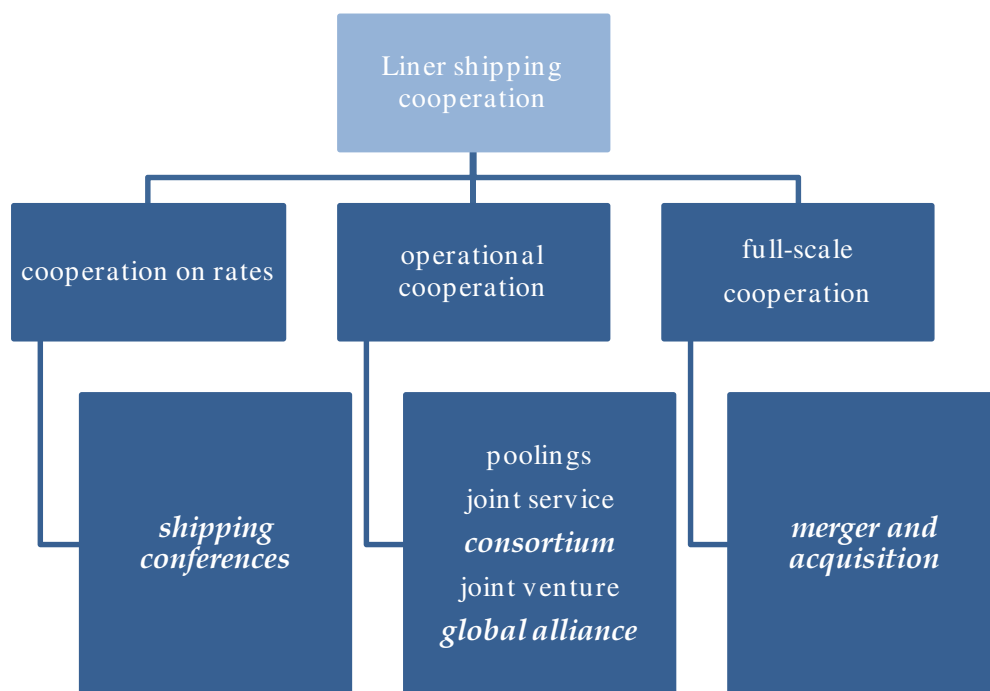 Liner shipping
cooperation
cooperation on rates
operational
cooperation
full-scale
cooperation
shipping
conferences
poolings
joint service
consortium
joint venture
global alliance
merger and
acquisition